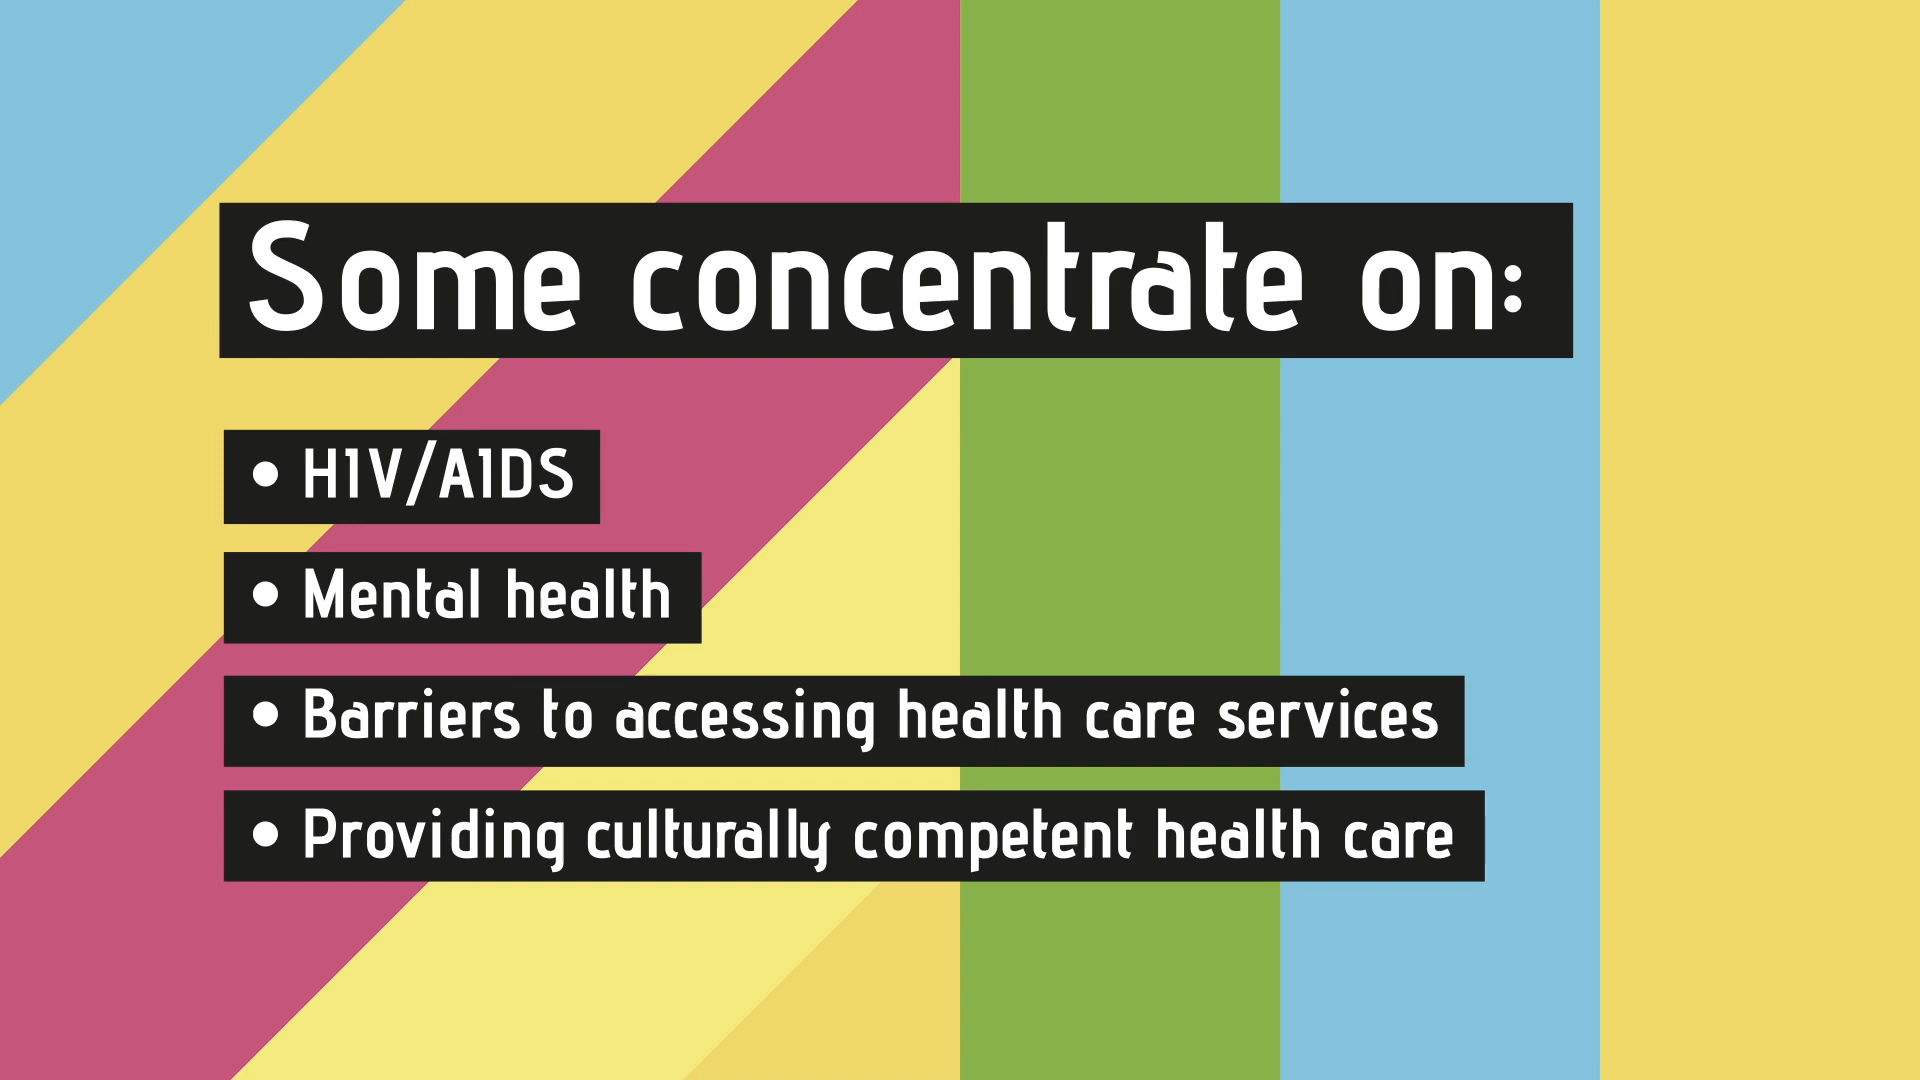 Some concentrate on:
• HIV/AIDS
• Mental health
• Barriers to accessing health care services
• Providing culturally competent health care